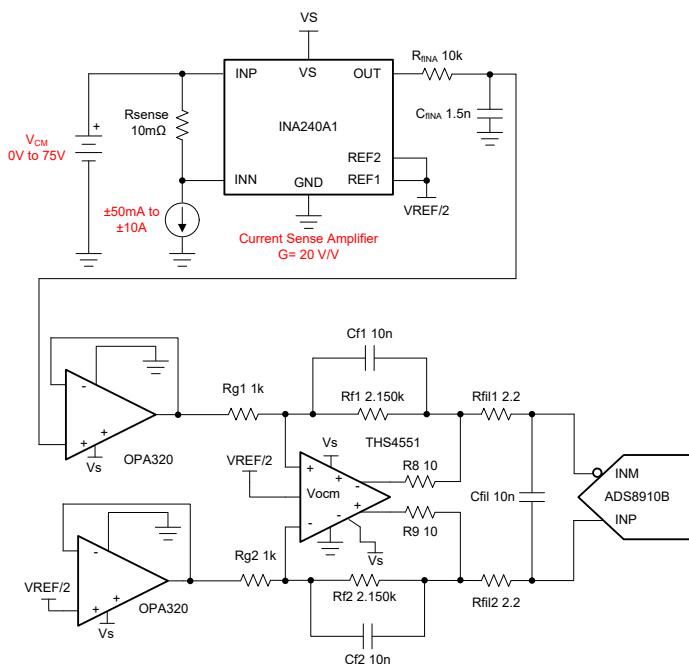 VS
INP
VS
OUT
RfINA 10k
Rsense
10mΩ
INA240A1
CfINA 1.5n
VCM
0V to 75V
+
REF2
INN
GND
REF1
±50mA to
±10A
VREF/2
Current Sense Amplifier
G= 20 V/V
Cf1 10n
-
Rg1 1k
Rf1 2.150k
Rfil1 2.2
THS4551
+
+
Vs
OPA320
Vs
VREF/2
+
+
-
R8 10
INM
Vocm
Cfil 10n
ADS8910B
-
+
R9 10
INP
Vs
-
Rg2 1k
VREF/2
+
+
OPA320
Rf2 2.150k
Rfil2 2.2
Vs
Cf2 10n